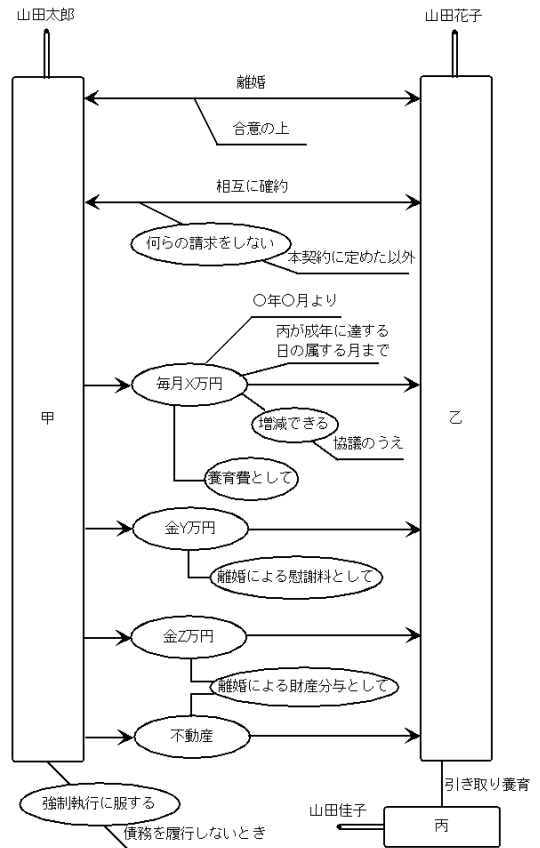 山田太郎
山田花子
離婚
合意の上
相互に確約
何らの請求をしない
本契約に定めた以外
〇年〇月より
丙が成年に達する
日の属する月まで
毎月X万円
甲
乙
増減できる
協議のうえ
養育費として
金Y万円
離婚による慰謝料として
金Z万円
離婚による財産分与として
不動産
引き取り養育
強制執行に服する
山田佳子
丙
債務を履行しないとき